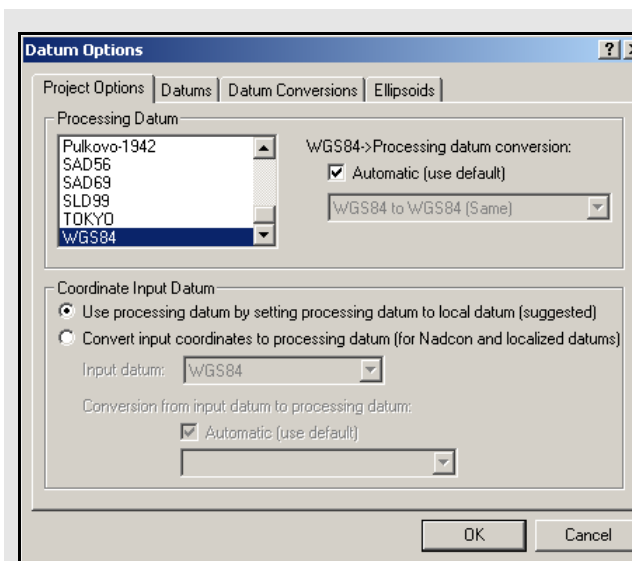 Datum Options
Project Options
Datums
Datum Conversions
Ellipsoids
Processing Datum
Pulkovo-1942
SAD56
SAD69
SLD99
TOKYO
WGS84
WGS84->Processing datum conversion:
Automatic (use default)
WGS84 to WGS84 (Same)
Coordinate Input Datum
Use processing datum by setting processing datum to local datum (suggested)
Convert input coordinates to processing datum (for Nadcon and localized datums)
Input datum: WGS84
Conversion from input datum to processing datum:
Automatic (use default)
OK
Cancel